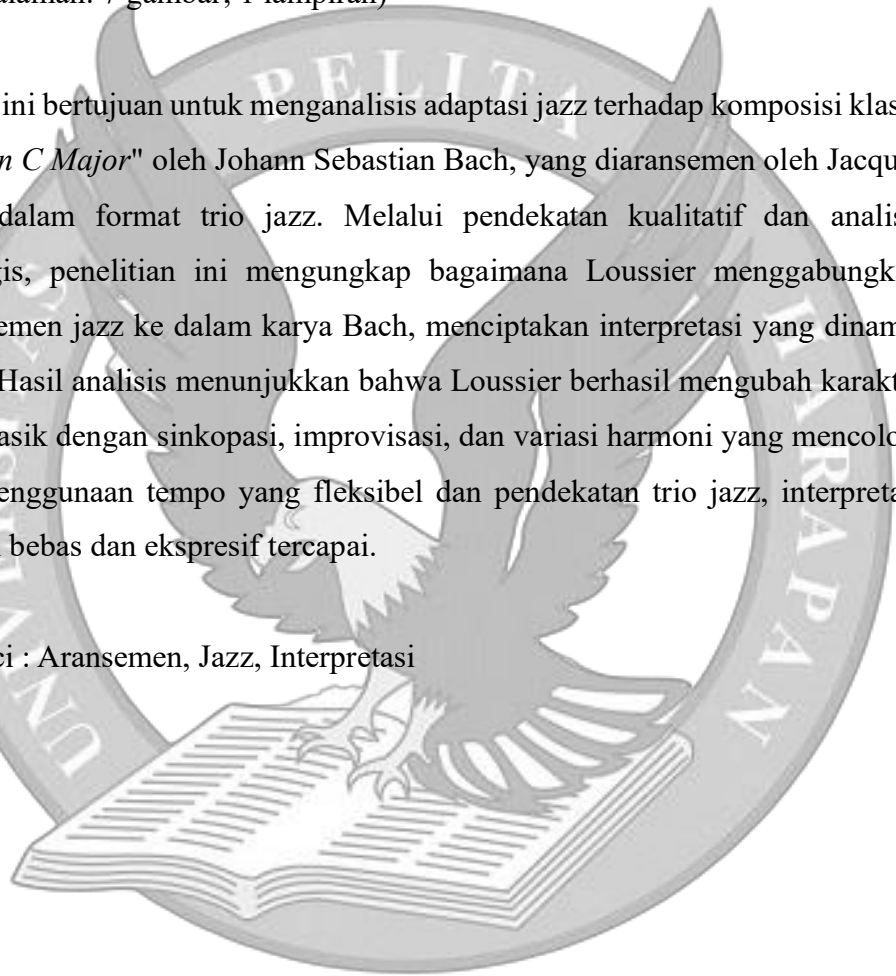 alaman: 7 gambar, 1 lampiran)
PELITA
ini bertujuan untuk menganalisis adaptasi jazz terhadap komposisi klas
n C Major" oleh Johann Sebastian Bach, yang diaransemen oleh Jacqu
dalam format trio jazz. Melalui pendekatan kualitatif dan analis
gis, penelitian ini mengungkap bagaimana Loussier menggabungk
emen jazz ke dalam karya Bach, menciptakan interpretasi yang dinam
Hasil analisis menunjukkan bahwa Loussier berhasil mengubah karakt
asik dengan sinkopasi, improvisasi, dan variasi harmoni yang mencolo
enggunaan tempo yang fleksibel dan pendekatan trio jazz, interpreta
bebas dan ekspresif tercapai.
ci : Aransemen, Jazz, Interpretasi
UNIVERSITAS
HARAPAN